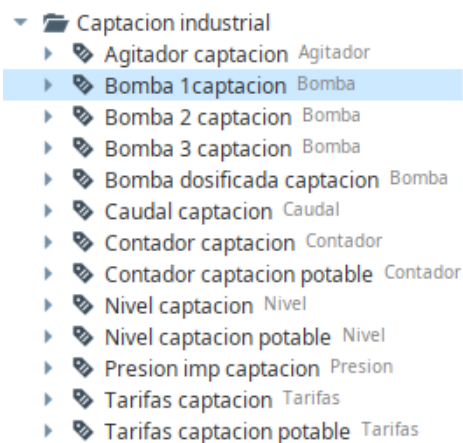 Captacion industrial
Agitador captacion Agitador
Bomba 1captacion Bomba
Bomba 2 captacion Bomba
Bomba 3 captacion Bomba
Bomba dosificada captacion Bomba
Caudal captacion Caudal
Contador captacion Contador
Contador captacion potable Contador
Nivel captacion Nivel
Nivel captacion potable Nivel
Presion imp captacion Presion
Tarifas captacion Tarifas
Tarifas captacion potable Tarifas